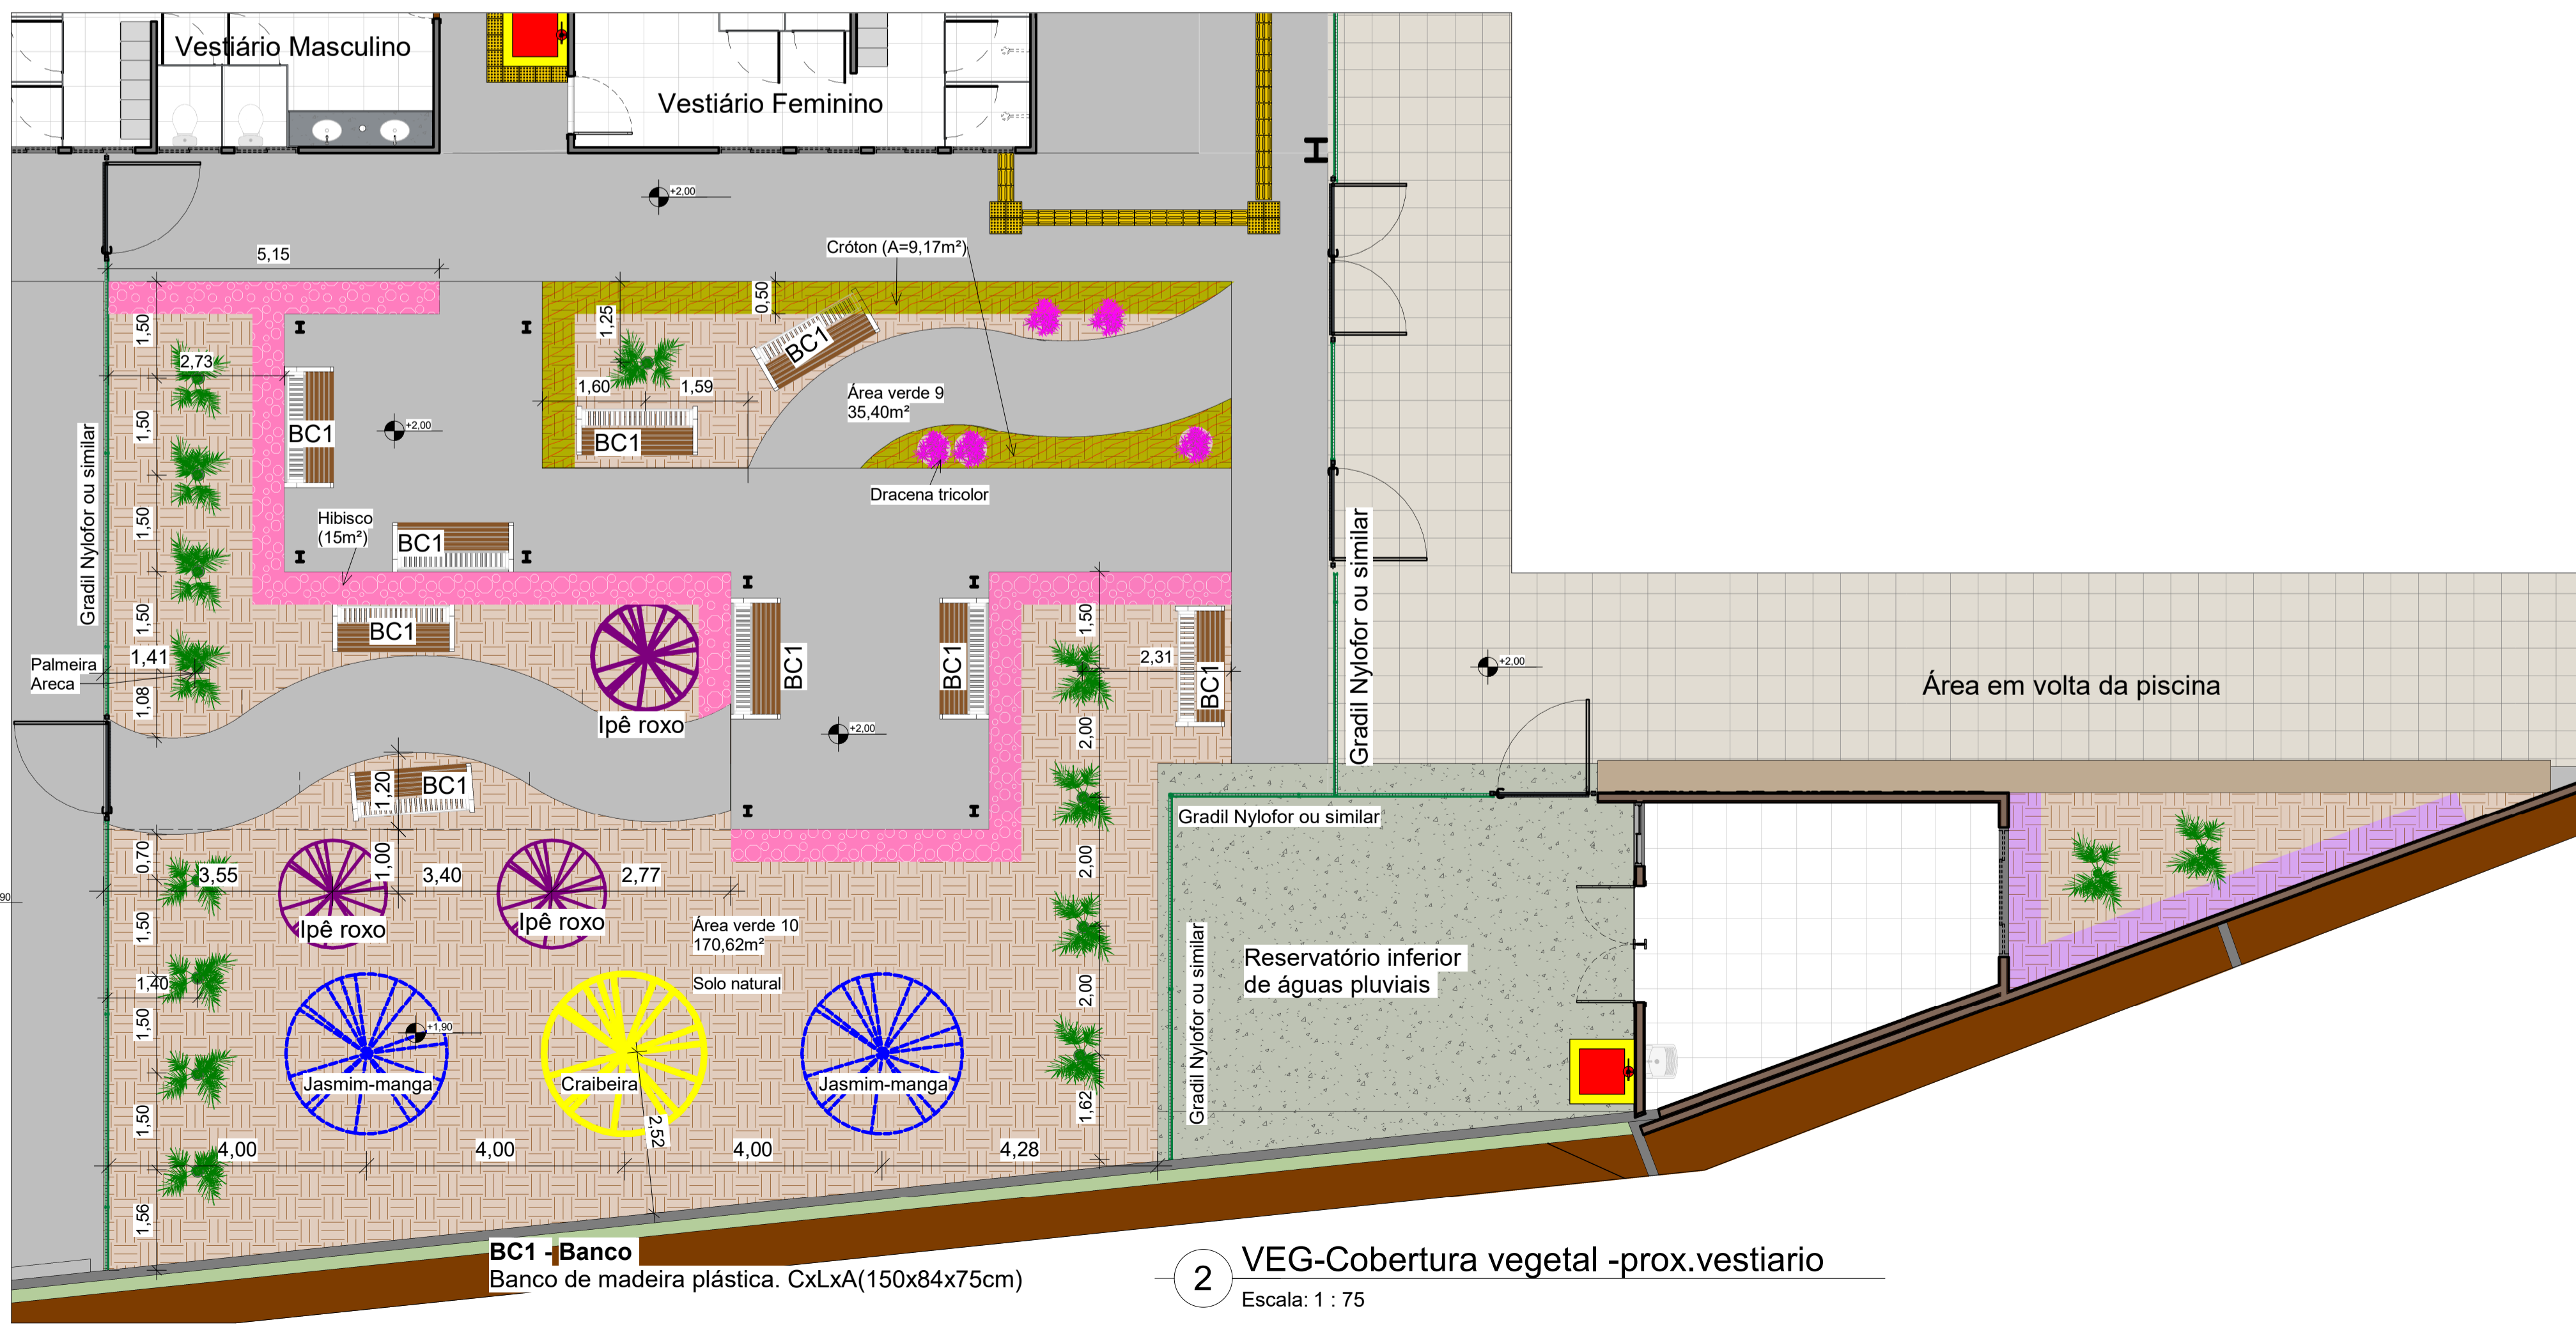 Vestiário Masculino
Vestiário Feminino
+2,00
5,15
Cróton (A=9,17m²)
1,50
1,25
0,50
BC1
2,73
1,60
1,59
Área verde 9
35,40m²
BC1
BC1
+2,00
1,50
Gradil Nylofor ou similar
Dracena tricolor
Hibisco
(15m²)
1,50
BC1
Gradil Nylofor ou similar
1,50
BC1
1,50
2,31
Palmeira
Areca
1,41
BC1
BC1
BC1
+2,00
Área em volta da piscina
1,08
Ipê roxo
+2,00
2,00
1,20
BC1
Gradil Nylofor ou similar
0,70
3,55
1,00
3,40
2,77
2,00
90
Ipê roxo
Ipê roxo
Área verde 10
170,62m²
1,50
Reservatório inferior
de águas pluviais
Gradil Nylofor ou similar
1,40
Solo natural
2,00
1,50
+1,90
Jasmim-manga
Craibeira
Jasmim-manga
1,50
2,52
1,62
4,00
4,00
4,00
4,28
1,56
BC1 - Banco
Banco de madeira plástica. CxLxA(150x84x75cm)
2
VEG-Cobertura vegetal -prox.vestiario
Escala: 1 : 75